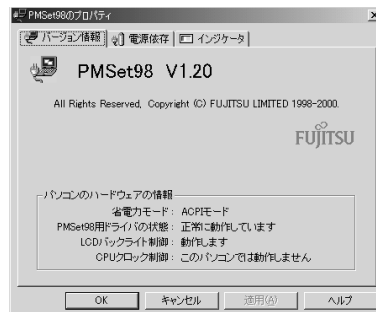 PMSet98のプロパティ
バージョン情報 電源依存 インジケータ
PMSet98 V1.20
All Rights Reserved, Copyright (C) FUJITSU LIMITED 1998-2000.
FUJITSU
パソコンのハードウェアの情報
省電力モード： ACPIモード
PMSet98用ドライバの状態： 正常に動作しています
LCDバックライト制御： 動作します
CPUクロック制御： このパソコンでは動作しません
OK キャンセル 適用(A) ヘルプ